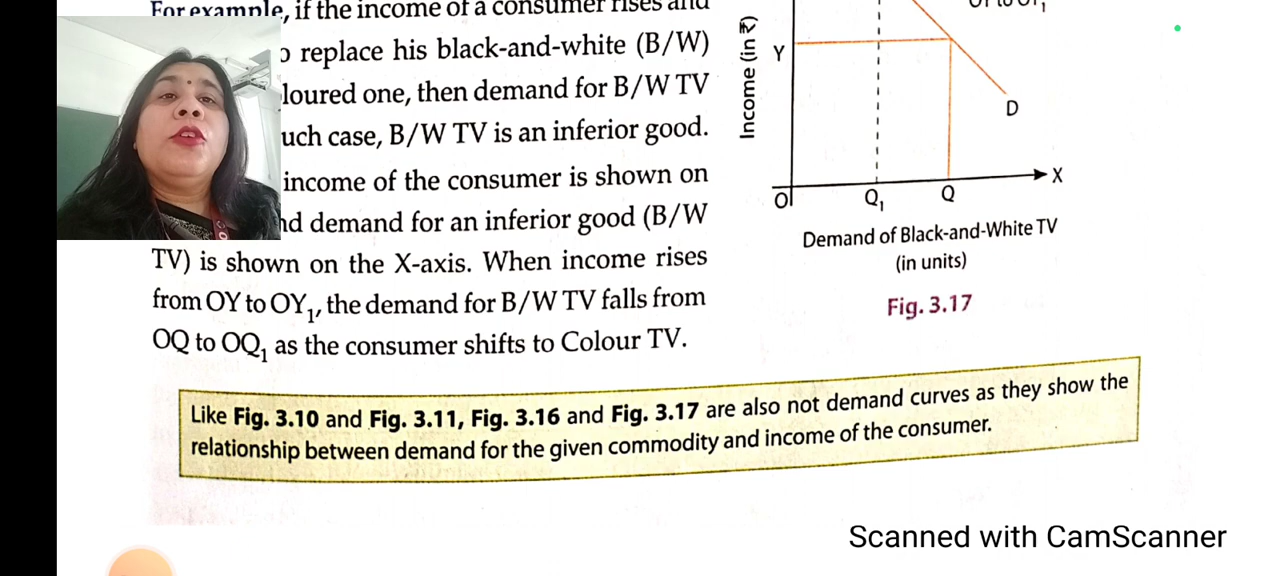 For example, if the income of a consumer rises and
o replace his black-and-white (B/W)
loured one, then demand for B/W TV
uch case, B/W TV is an inferior good.
income of the consumer is shown on
nd demand for an inferior good (B/W
TV) is shown on the X-axis. When income rises
from OY to OY₁, the demand for B/W TV falls from
OQ to OQ₁ as the consumer shifts to Colour TV.
Income (in ₹)
Y
D
O
Q₁
Q
X
Demand of Black-and-White TV
(in units)
Fig. 3.17
Like Fig. 3.10 and Fig. 3.11, Fig. 3.16 and Fig. 3.17 are also not demand curves as they show the
relationship between demand for the given commodity and income of the consumer.
Scanned with CamScanner